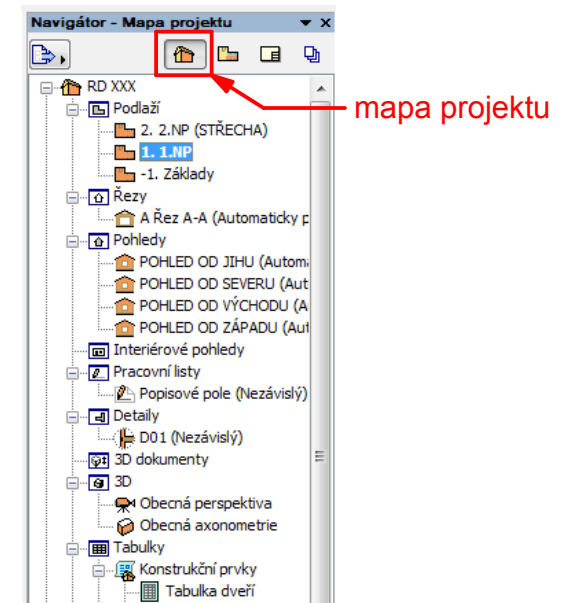 Navigátor - Mapa projektu
mapa projektu
RD XXX
Podlaží
2. 2.NP (STŘECHA)
1. 1.NP
-1. Základy
Řezy
A Řez A-A (Automaticky p
Pohledy
POHLED OD JIHU (Automa
POHLED OD SEVERU (Aut
POHLED OD VÝCHODU (A
POHLED OD ZÁPADU (Aut
Interiérové pohledy
Pracovní listy
Popisové pole (Nezávislý)
Detaily
D01 (Nezávislý)
3D dokumenty
3D
Obecná perspektiva
Obecná axonometrie
Tabulky
Konstrukční prvky
Tabulka dveří